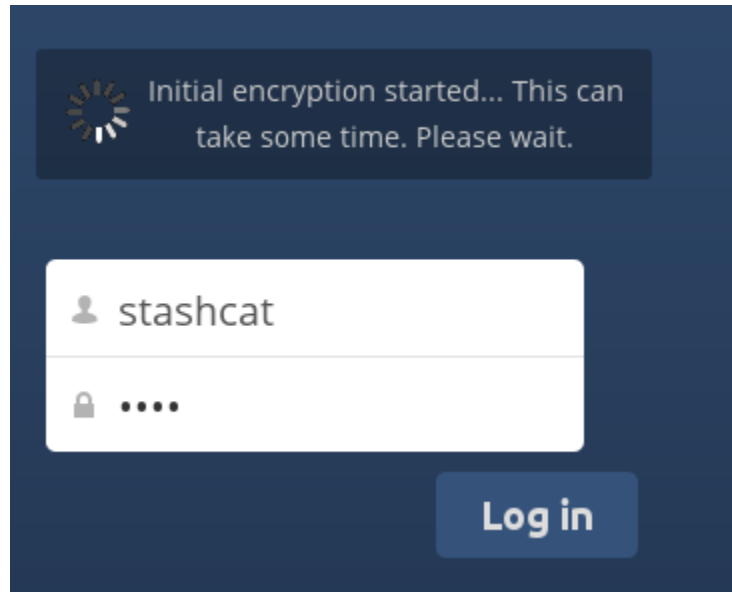 Initial encryption started... This can
take some time. Please wait.
stashcat
••••
Log in